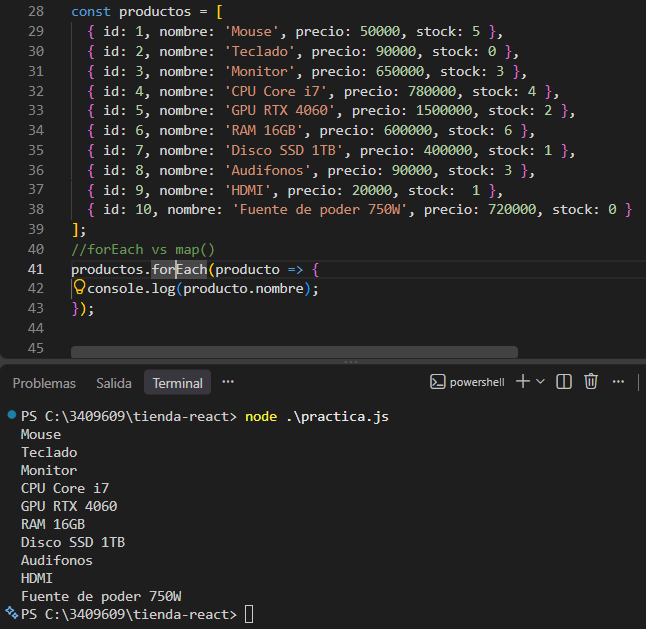 28 const productos = [
29 { id: 1, nombre: 'Mouse', precio: 50000, stock: 5 },
30 { id: 2, nombre: 'Teclado', precio: 90000, stock: 0 },
31 { id: 3, nombre: 'Monitor', precio: 650000, stock: 3 },
32 { id: 4, nombre: 'CPU Core i7', precio: 780000, stock: 4 },
33 { id: 5, nombre: 'GPU RTX 4060', precio: 1500000, stock: 2 },
34 { id: 6, nombre: 'RAM 16GB', precio: 600000, stock: 6 },
35 { id: 7, nombre: 'Disco SSD 1TB', precio: 400000, stock: 1 },
36 { id: 8, nombre: 'Audifonos', precio: 90000, stock: 3 },
37 { id: 9, nombre: 'HDMI', precio: 20000, stock:  1 },
38 { id: 10, nombre: 'Fuente de poder 750W', precio: 720000, stock: 0 }
39 ];
40 //forEach vs map()
41 productos.forEach(producto => {
42 console.log(producto.nombre);
43 });
44
45
Problemas Salida Terminal ··· powershell
PS C:\3409609\tienda-react> node .\practica.js
Mouse
Teclado
Monitor
CPU Core i7
GPU RTX 4060
RAM 16GB
Disco SSD 1TB
Audifonos
HDMI
Fuente de poder 750W
PS C:\3409609\tienda-react>